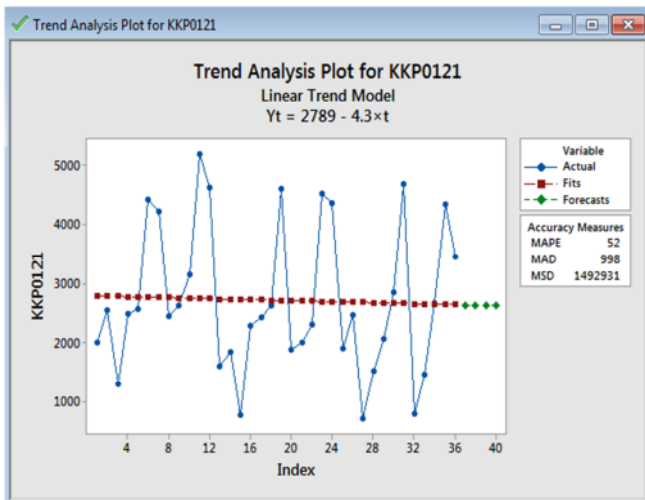 Trend Analysis Plot for KKP0121
Trend Analysis Plot for KKP0121
Linear Trend Model
Yt = 2789 - 4.3×t
KKP0121
5000
4000
3000
2000
1000
4 8 12 16 20 24 28 32 36 40
Index
Variable
Actual
Fits
Forecasts
Accuracy Measures
MAPE 52
MAD 998
MSD 1492931